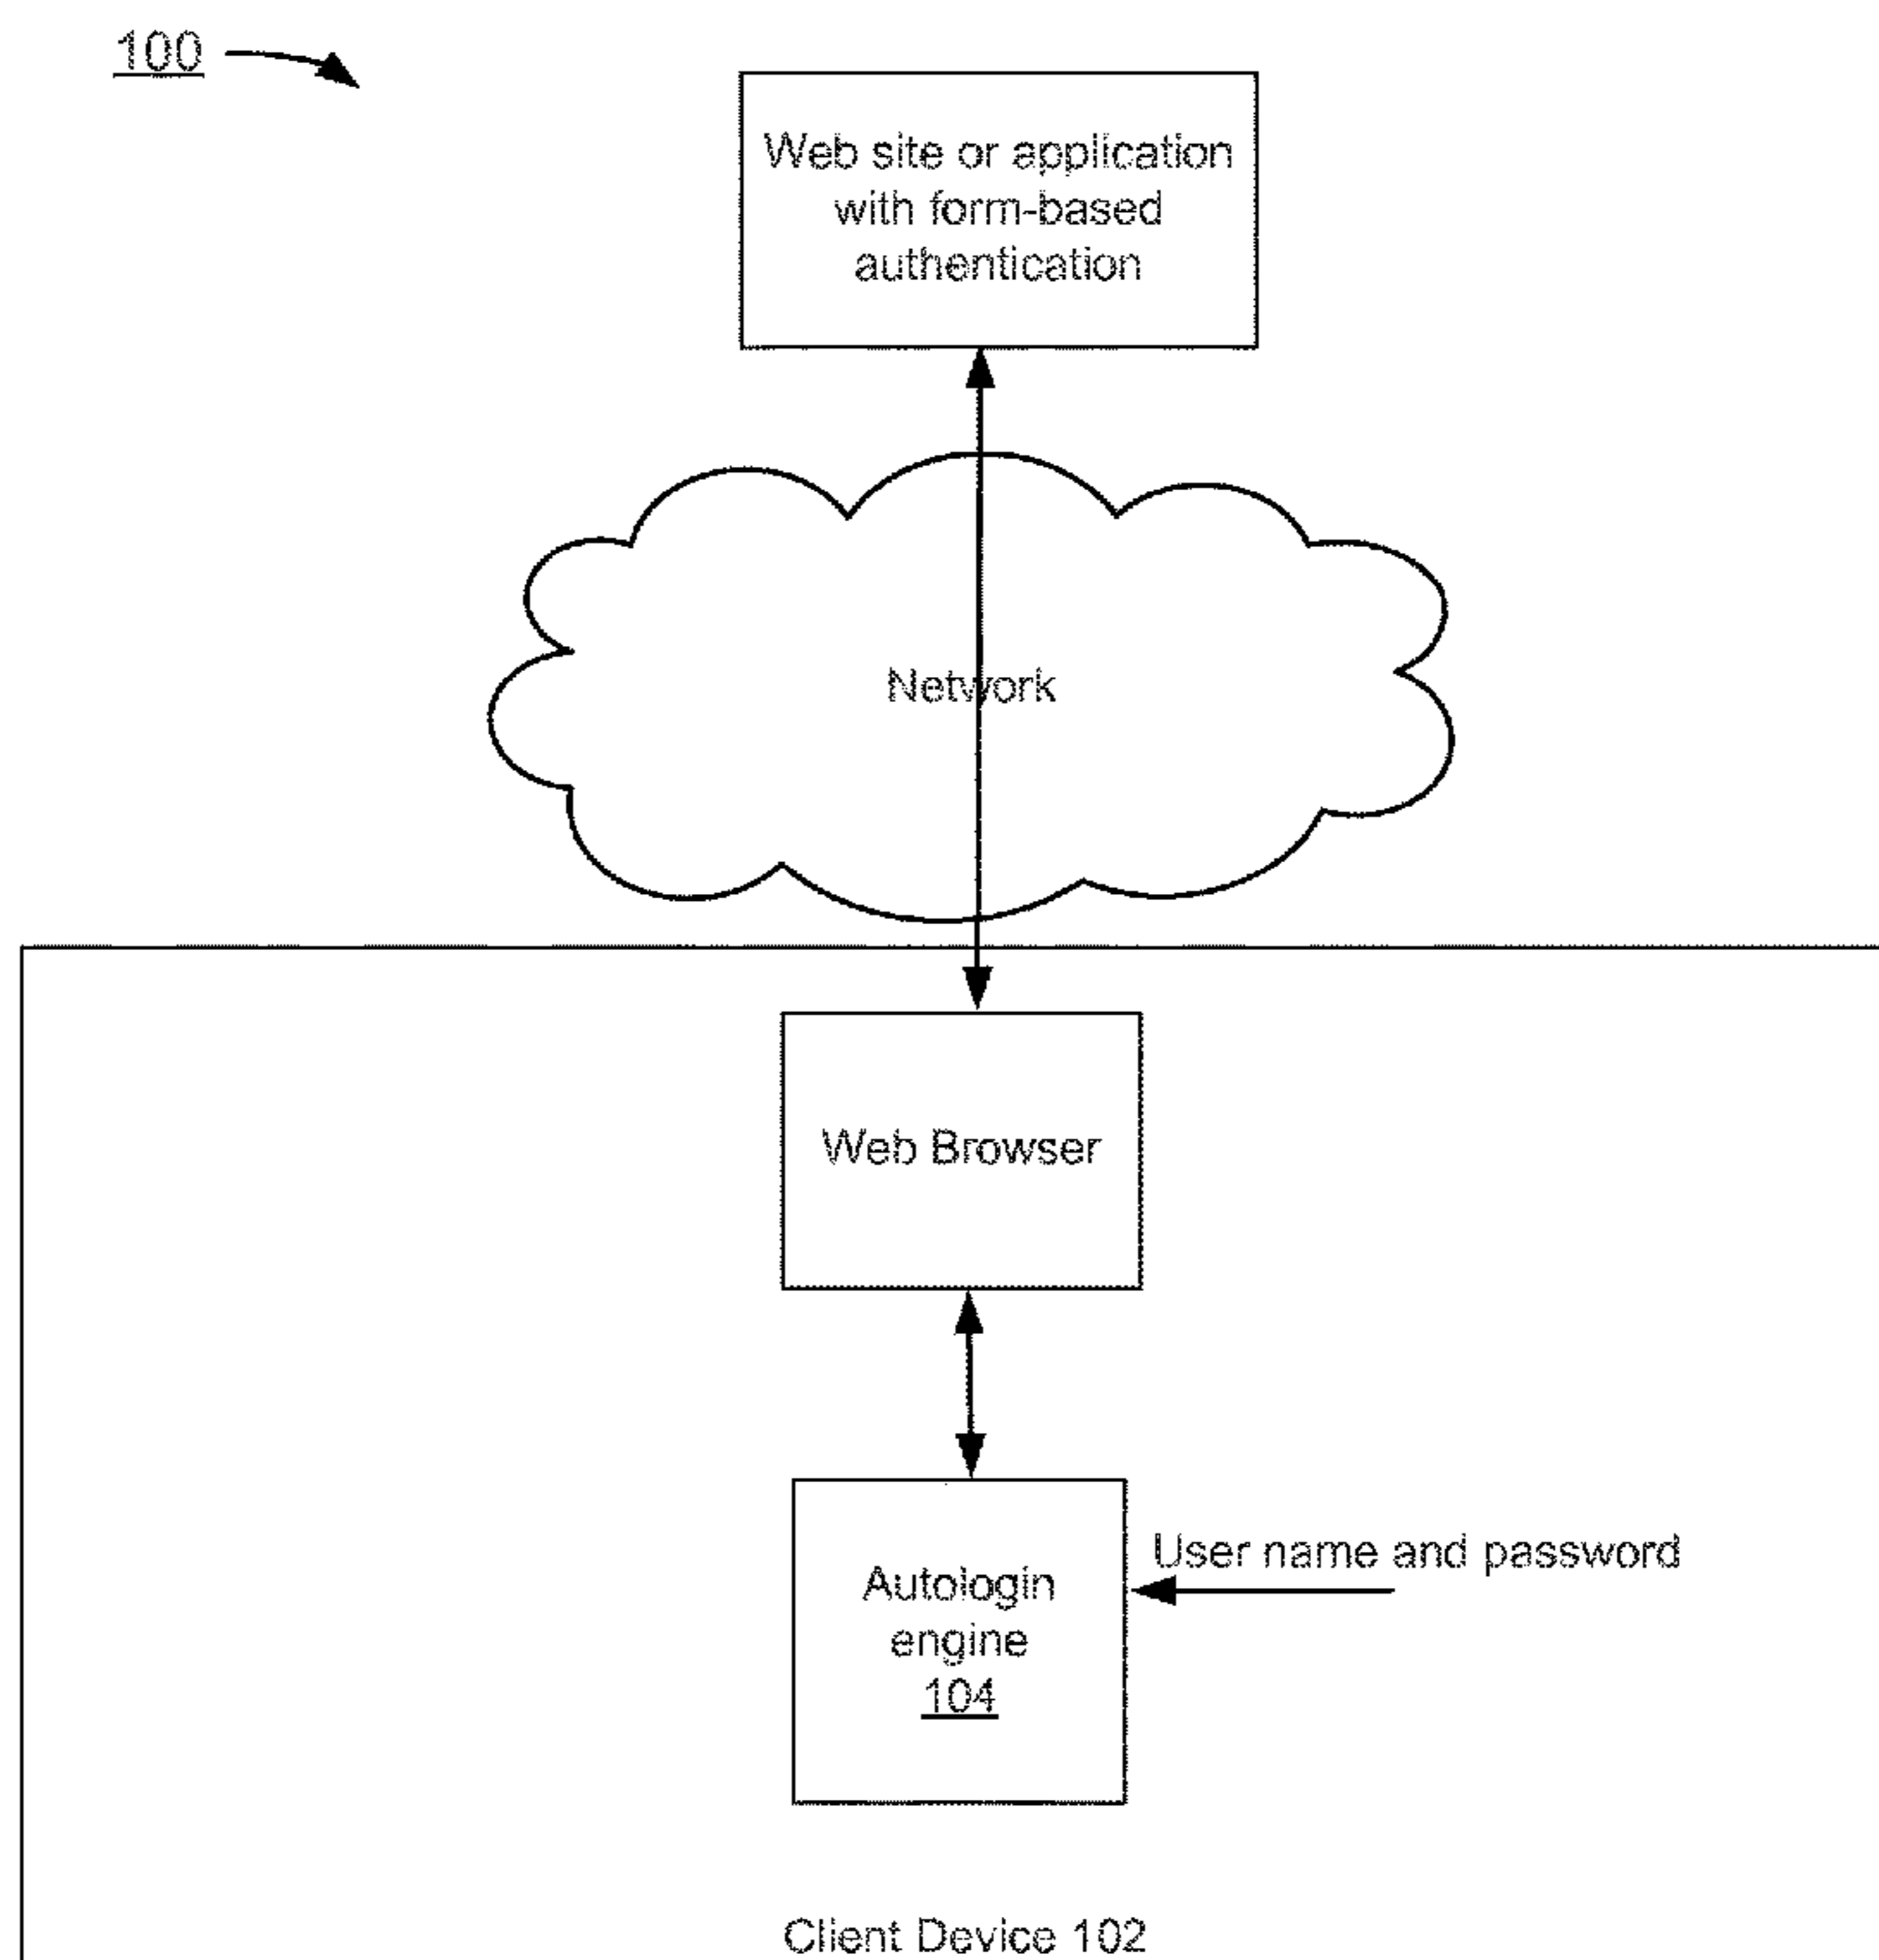 100
Web site or application
with form-based
authentication
Network
Web Browser
User name and password
Autologin
engine
104
Client Device 102